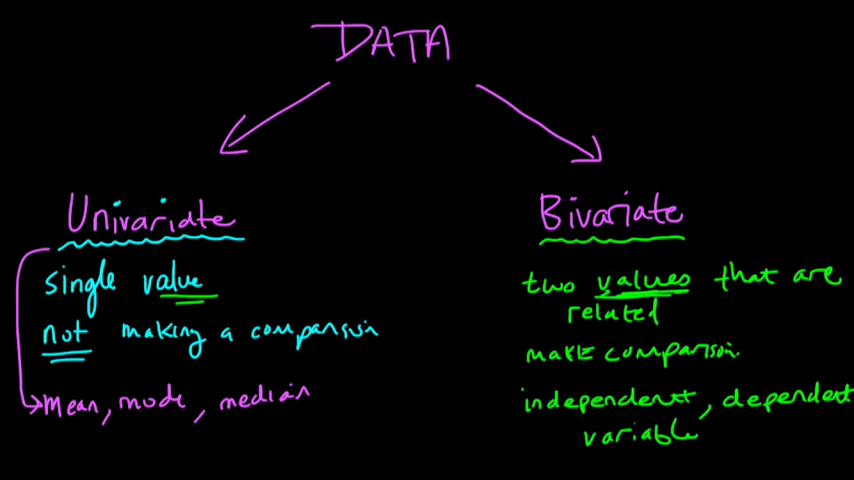 DATA
Univariate
single value
not making a comparison
mean, mode, median
Bivariate
two values that are
related
make comparison.
independent, dependent
variable